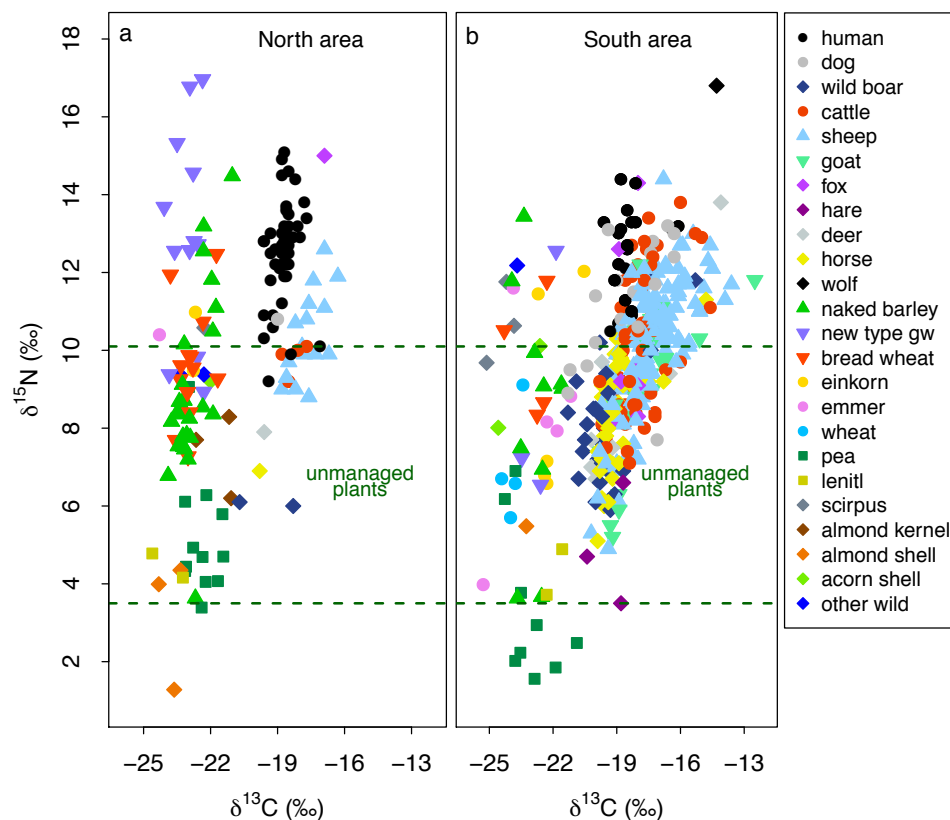 a
North area
b
South area
18
16
14
12
10
8
6
4
2
δ15N (‰)
unmanaged
plants
unmanaged
plants
−25
−22
−19
−16
−13
−25
−22
−19
−16
−13
δ13C (‰)
δ13C (‰)
human
dog
wild boar
cattle
sheep
goat
fox
hare
deer
horse
wolf
naked barley
new type gw
bread wheat
einkorn
emmer
wheat
pea
lenitl
scirpus
almond kernel
almond shell
acorn shell
other wild